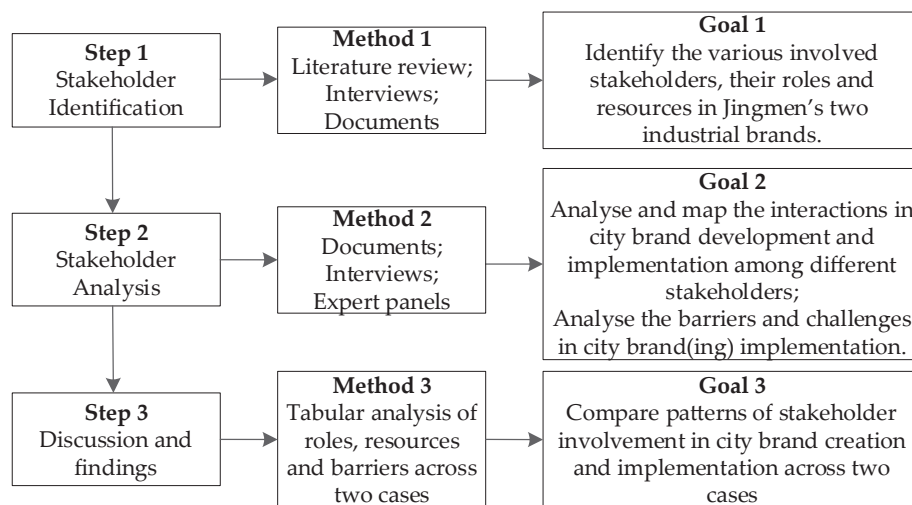 Step 1
Stakeholder
Identification
Method 1
Literature review;
Interviews;
Documents
Goal 1
Identify the various involved
stakeholders, their roles and
resources in Jingmen's two
industrial brands.
Step 2
Stakeholder
Analysis
Method 2
Documents;
Interviews;
Expert panels
Goal 2
Analyse and map the interactions in
city brand development and
implementation among different
stakeholders;
Analyse the barriers and challenges
in city brand(ing) implementation.
Step 3
Discussion and
findings
Method 3
Tabular analysis of
roles, resources
and barriers across
two cases
Goal 3
Compare patterns of stakeholder
involvement in city brand creation
and implementation across two
cases